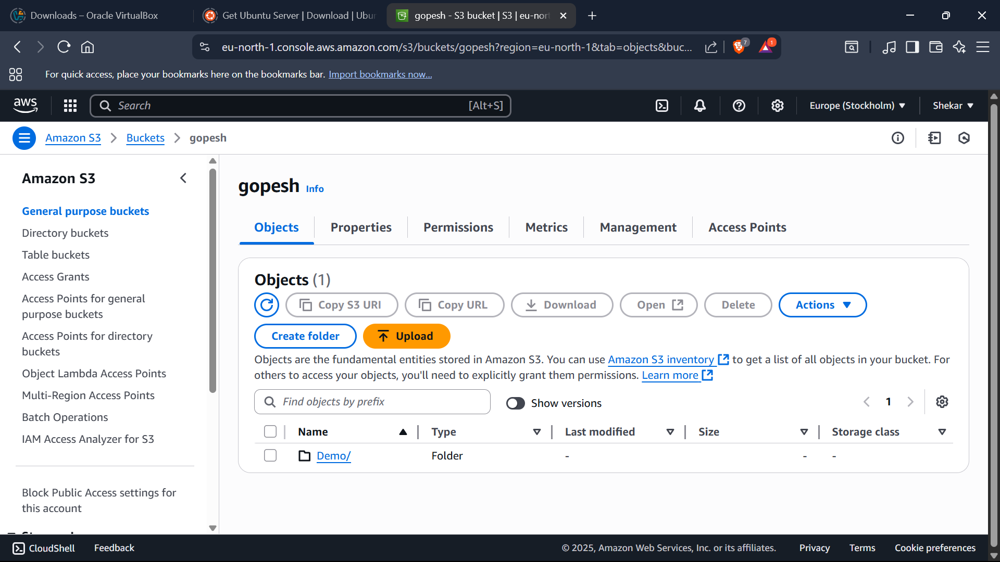 Downloads – Oracle VirtualBox
Get Ubuntu Server | Download | Ubun
gopesh - S3 bucket | S3 | eu-nort
eu-north-1.console.aws.amazon.com/s3/buckets/gopesh?region=eu-north-1&tab=objects&buc...
7
1
For quick access, place your bookmarks here on the bookmarks bar. Import bookmarks now...
aws
Search
[Alt+S]
Europe (Stockholm)
Shekar
Amazon S3
Buckets
gopesh
Amazon S3
General purpose buckets
Directory buckets
Table buckets
Access Grants
Access Points for general
purpose buckets
Access Points for directory
buckets
Object Lambda Access Points
Multi-Region Access Points
Batch Operations
IAM Access Analyzer for S3
Block Public Access settings for
this account
gopesh Info
Objects
Properties
Permissions
Metrics
Management
Access Points
Objects (1)
Copy S3 URI
Copy URL
Download
Open
Delete
Actions
Create folder
Upload
Objects are the fundamental entities stored in Amazon S3. You can use Amazon S3 inventory to get a list of all objects in your bucket. For
others to access your objects, you'll need to explicitly grant them permissions. Learn more
Find objects by prefix
Show versions
1
Name Type Last modified Size Storage class
Demo/ Folder - - -
CloudShell
Feedback
© 2025, Amazon Web Services, Inc. or its affiliates.
Privacy
Terms
Cookie preferences